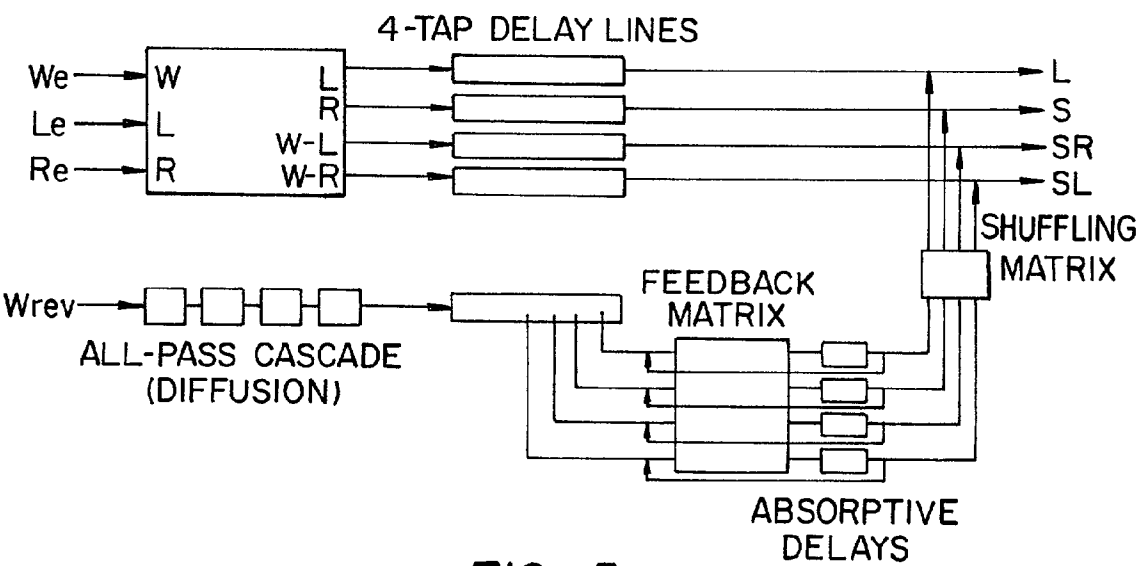 4-TAP DELAY LINES
We
W
L
L
Le
L
R
S
W-L
SR
Re
R
W-R
SL
SHUFFLING
MATRIX
Wrev
FEEDBACK
MATRIX
ALL-PASS CASCADE
(DIFFUSION)
ABSORPTIVE
DELAYS